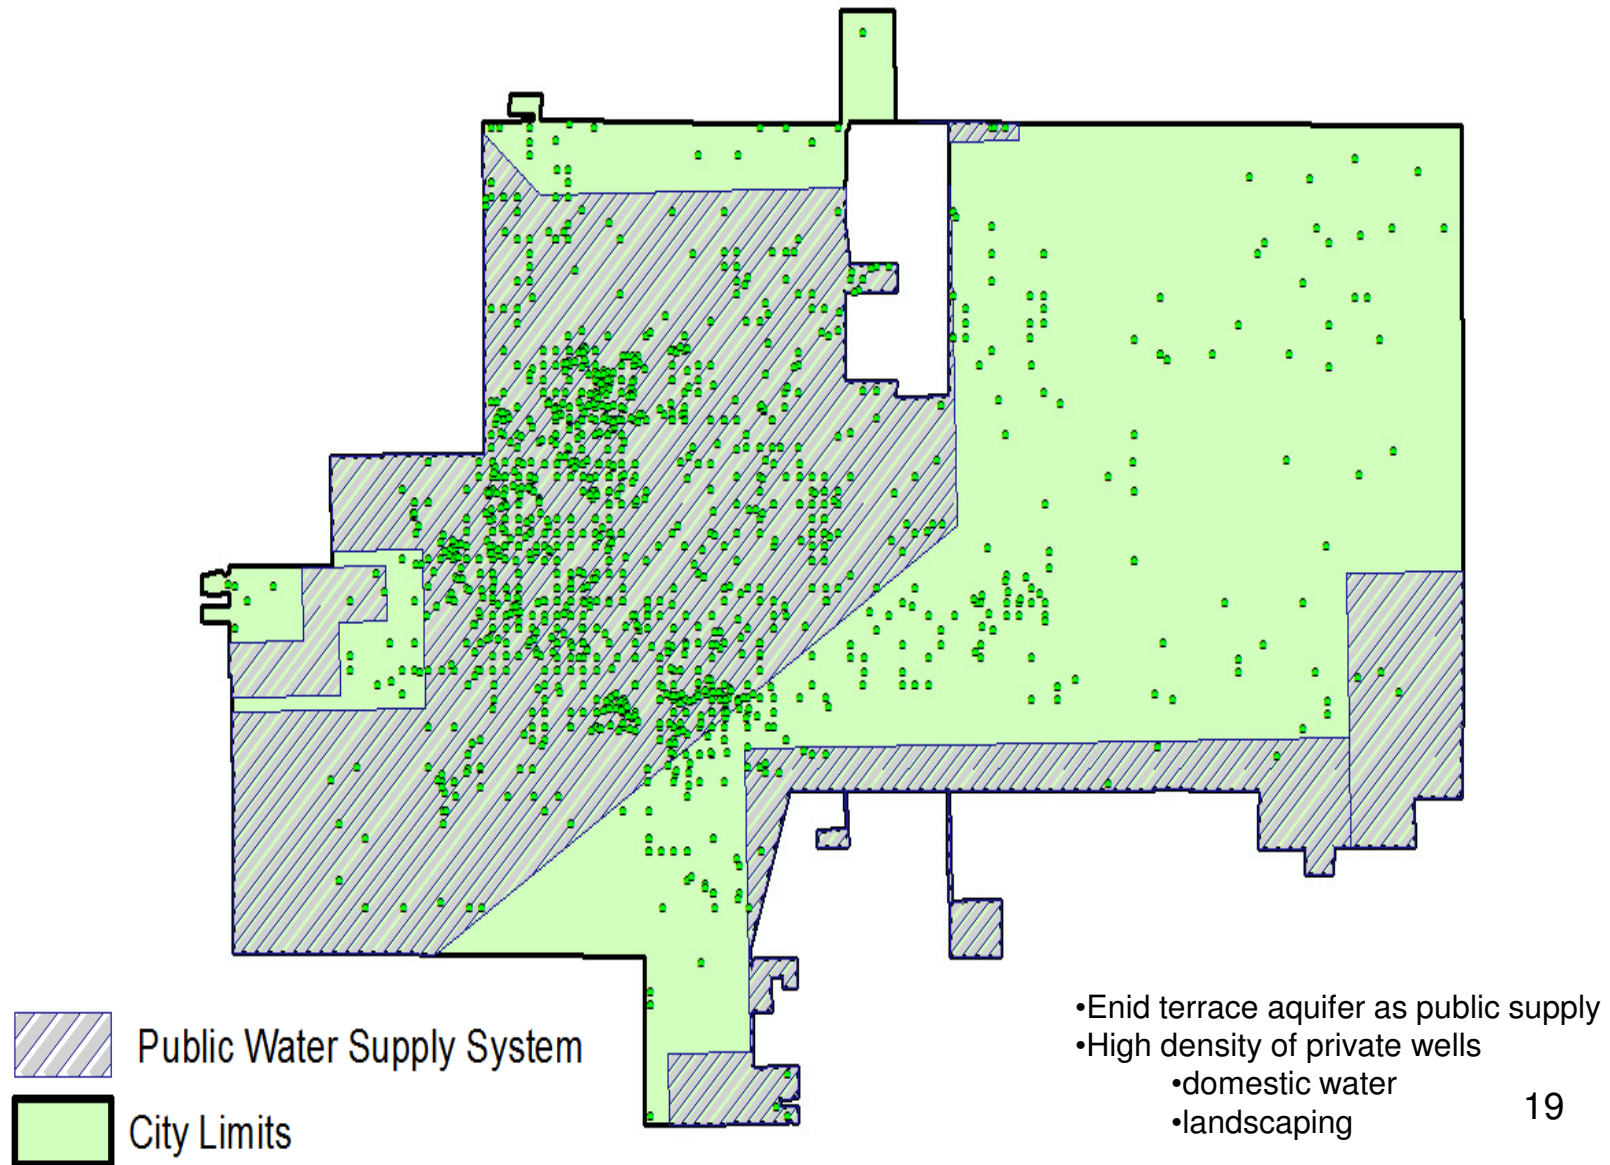 Public Water Supply System
City Limits
•Enid terrace aquifer as public supply
•High density of private wells
•domestic water
•landscaping
19